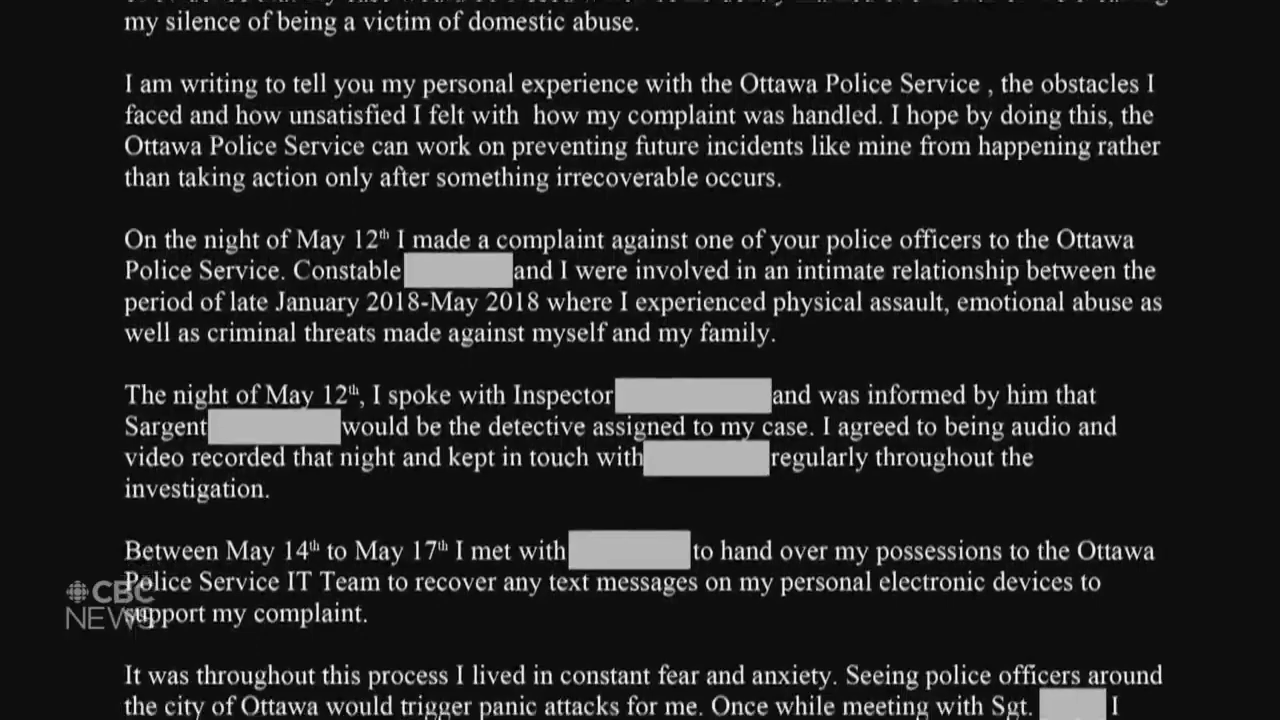 my silence of being a victim of domestic abuse.
I am writing to tell you my personal experience with the Ottawa Police Service , the obstacles I
faced and how unsatisfied I felt with how my complaint was handled. I hope by doing this, the
Ottawa Police Service can work on preventing future incidents like mine from happening rather
than taking action only after something irrecoverable occurs.
On the night of May 12th I made a complaint against one of your police officers to the Ottawa
Police Service. Constable and I were involved in an intimate relationship between the
period of late January 2018-May 2018 where I experienced physical assault, emotional abuse as
well as criminal threats made against myself and my family.
The night of May 12th, I spoke with Inspector and was informed by him that
Sargent would be the detective assigned to my case. I agreed to being audio and
video recorded that night and kept in touch with regularly throughout the
investigation.
Between May 14th to May 17th I met with to hand over my possessions to the Ottawa
Police Service IT Team to recover any text messages on my personal electronic devices to
support my complaint.
CBC
NEWS
It was throughout this process I lived in constant fear and anxiety. Seeing police officers around
the city of Ottawa would trigger panic attacks for me. Once while meeting with Sgt. I